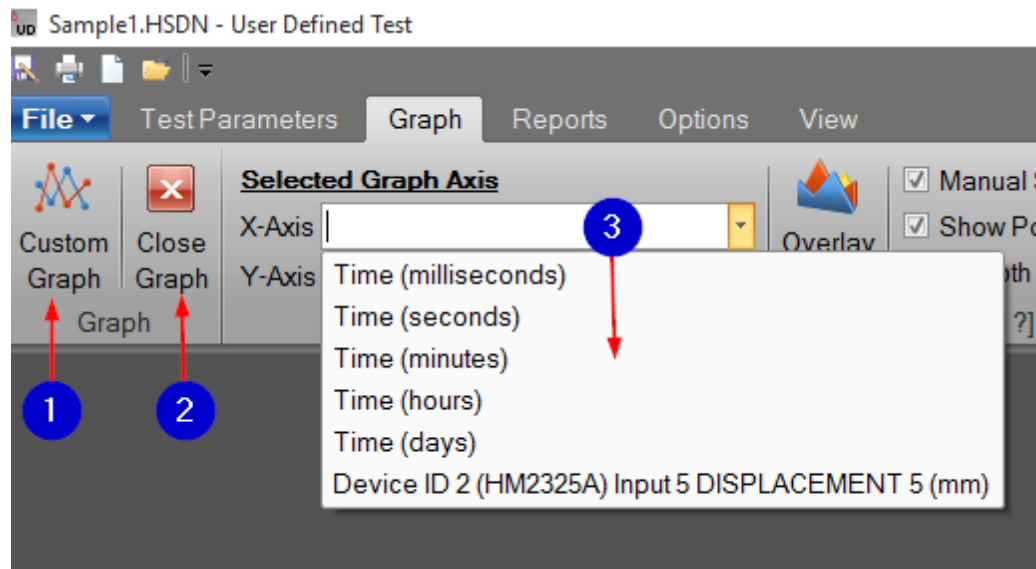 UD Sample1.HSDN - User Defined Test
File Test Parameters Graph Reports Options View
Custom Graph
Close Graph
Graph
Selected Graph Axis
X-Axis
Y-Axis
3
Time (milliseconds)
Time (seconds)
Time (minutes)
Time (hours)
Time (days)
Device ID 2 (HM2325A) Input 5 DISPLACEMENT 5 (mm)
Overlay
Manual
Show
?]
1
2